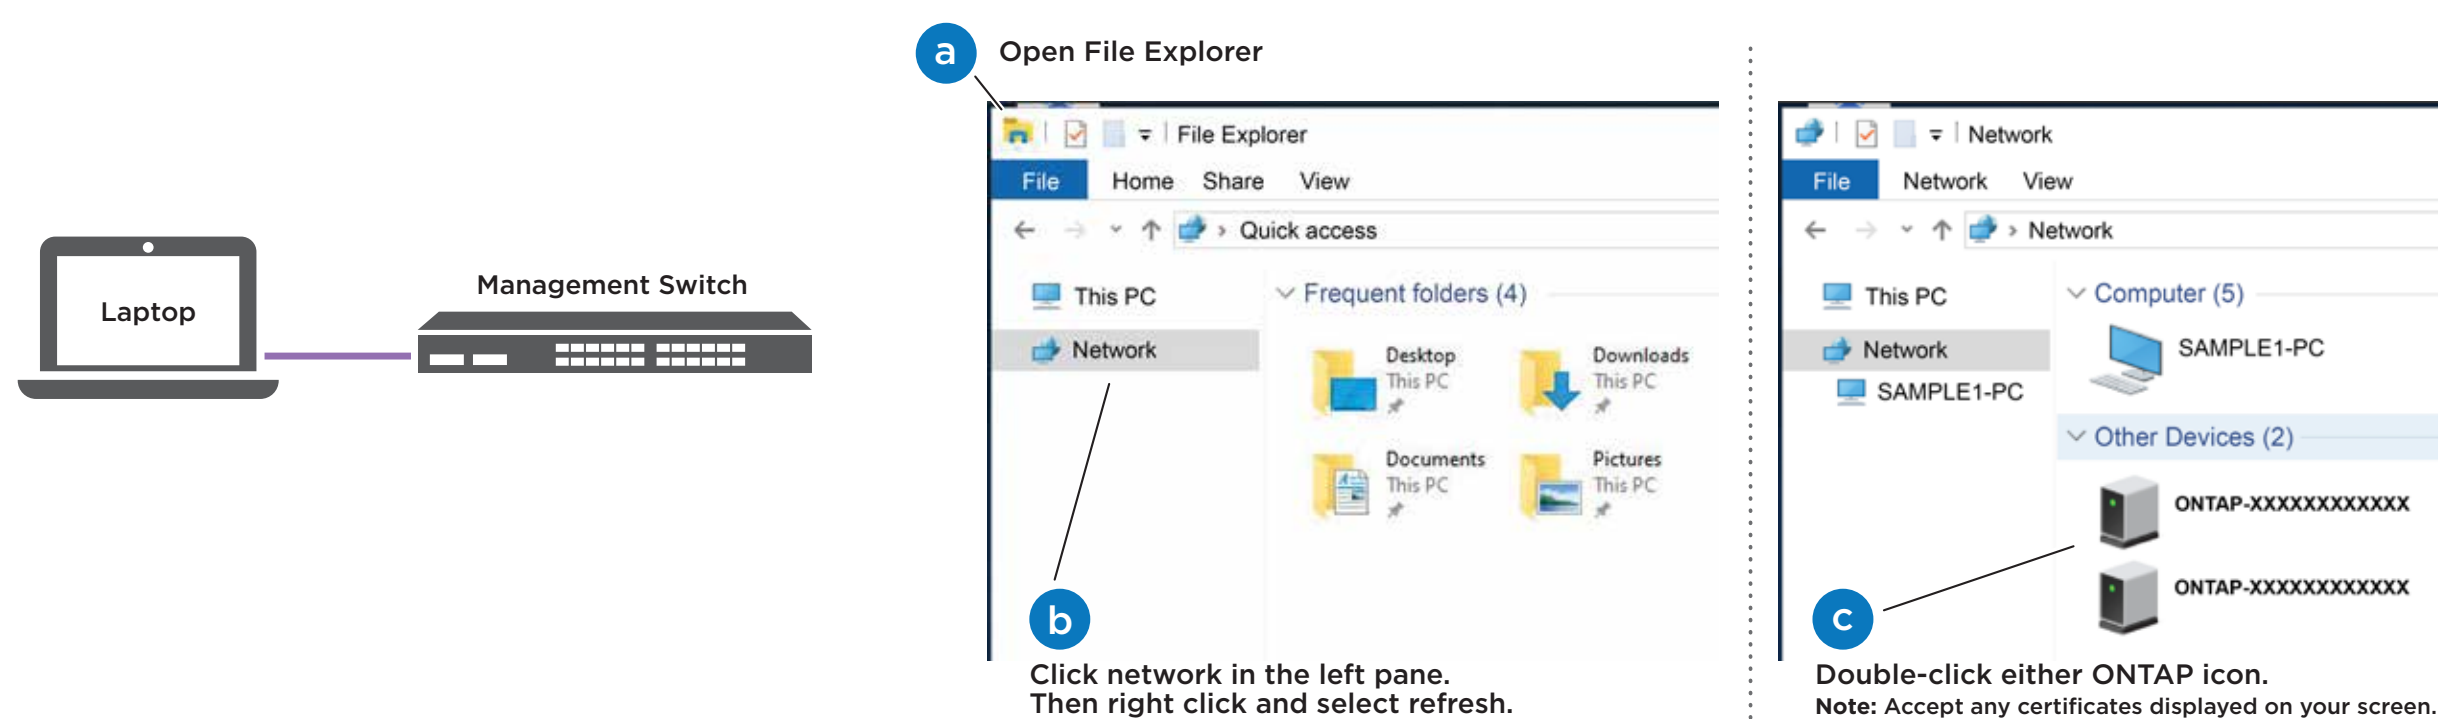 Laptop
Management Switch
a
Open File Explorer
File Explorer
File Home Share View
Quick access
This PC
Network
Frequent folders (4)
Desktop
This PC
Downloads
This PC
Documents
This PC
Pictures
This PC
b
Click network in the left pane.
Then right click and select refresh.
Network
File Network View
Network
This PC
Network
SAMPLE1-PC
Computer (5)
SAMPLE1-PC
Other Devices (2)
ONTAP-XXXXXXXXXXXX
ONTAP-XXXXXXXXXXXX
c
Double-click either ONTAP icon.
Note: Accept any certificates displayed on your screen.